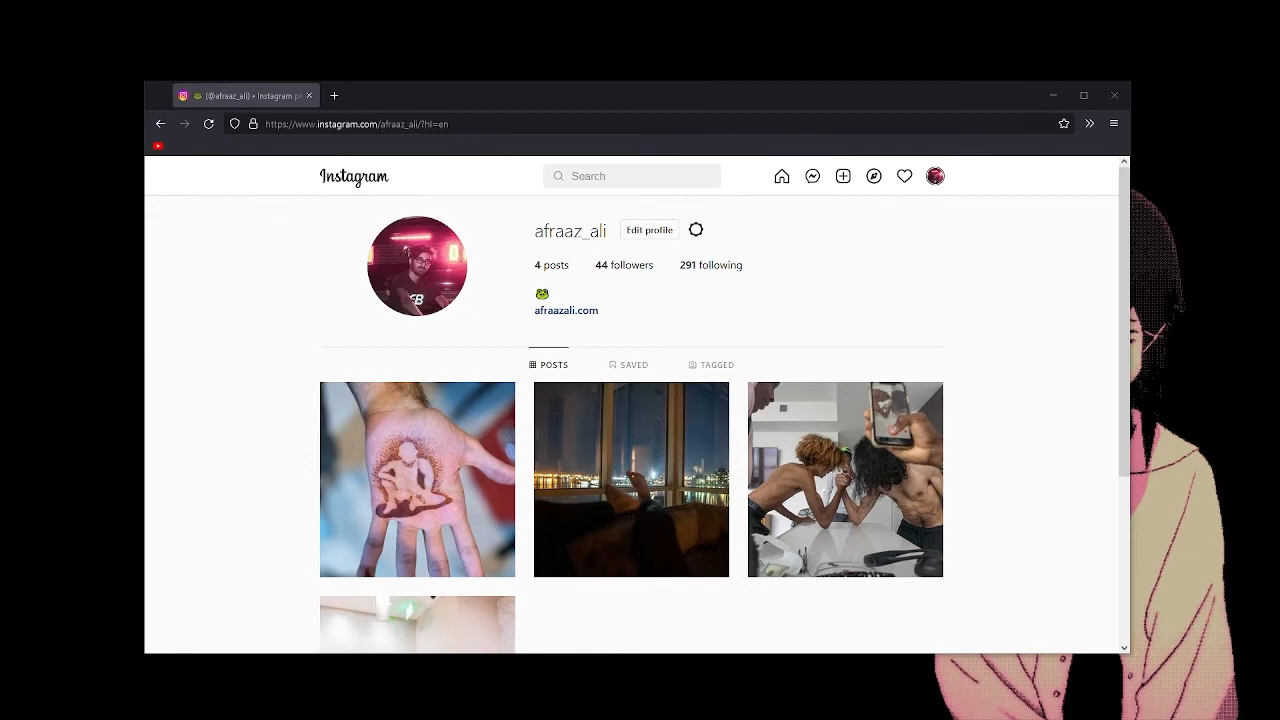 (@afraaz_ali) • Instagram ph
https://www.instagram.com/afraaz_ali/?hl=en
Instagram
Search
afraaz_ali
Edit profile
4 posts
44 followers
291 following
afraazali.com
POSTS
SAVED
TAGGED